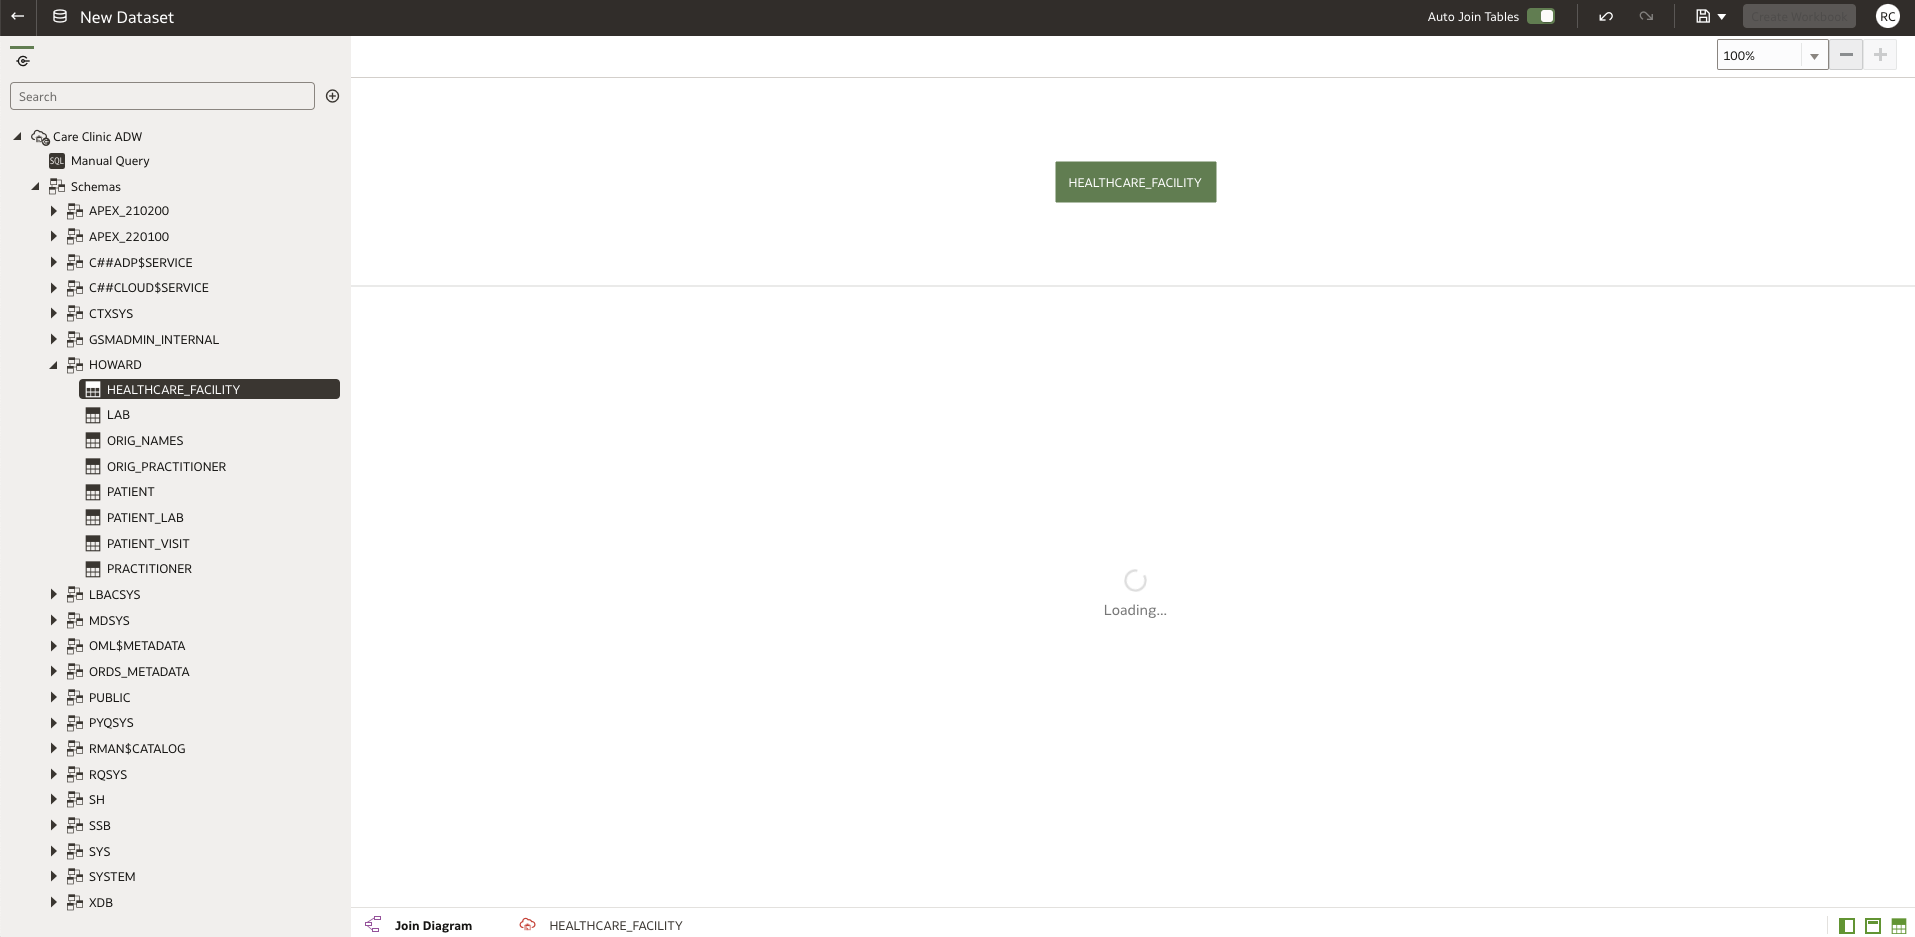 New Dataset
Auto Join Tables
Create Workbook
RC
100%
Search
Care Clinic ADW
SQL Manual Query
Schemas
APEX_210200
APEX_220100
C##ADP$SERVICE
C##CLOUD$SERVICE
CTXSYS
GSMADMIN_INTERNAL
HOWARD
HEALTHCARE_FACILITY
LAB
ORIG_NAMES
ORIG_PRACTITIONER
PATIENT
PATIENT_LAB
PATIENT_VISIT
PRACTITIONER
LBACSYS
MDSYS
OML$METADATA
ORDS_METADATA
PUBLIC
PYQSYS
RMAN$CATALOG
RQSYS
SH
SSB
SYS
SYSTEM
XDB
HEALTHCARE_FACILITY
Loading...
Join Diagram
HEALTHCARE_FACILITY